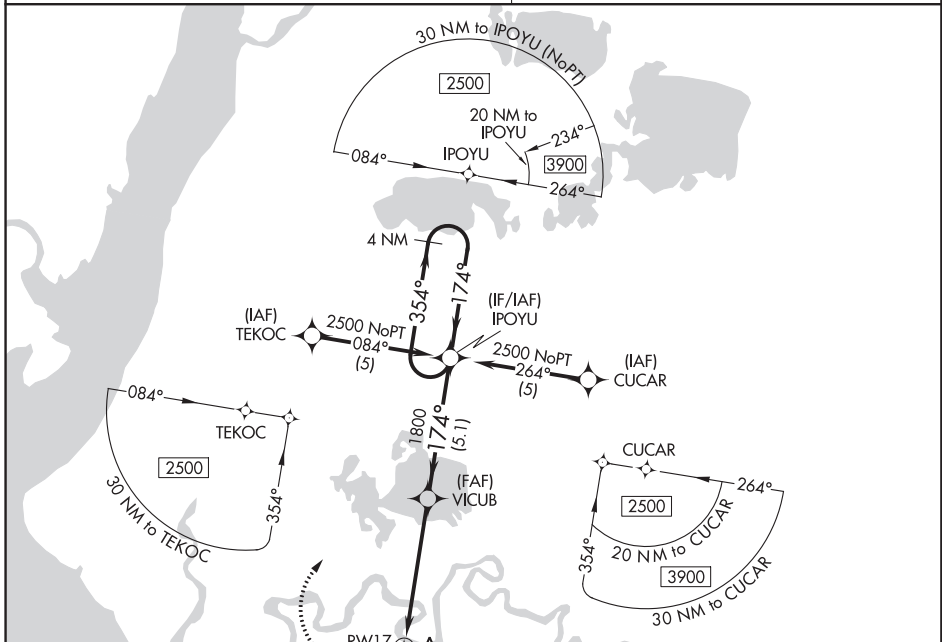 30 NM to IPOYU (NoPT)
2500
20 NM to
IPOYU
234°
IPOYU
3900
084°
264°
4 NM
354°
174°
(IF/IAF)
IPOYU
(IAF)
TEKOC
2500 NoPT
084°
(5)
2500 NoPT
264°
(5)
(IAF)
CUCAR
1800
174°
(5.1)
084°
TEKOC
2500
354°
30 NM to TEKOC
(FAF)
VICUB
CUCAR
264°
2500
354°
20 NM to CUCAR
3900
30 NM to CUCAR
RW17